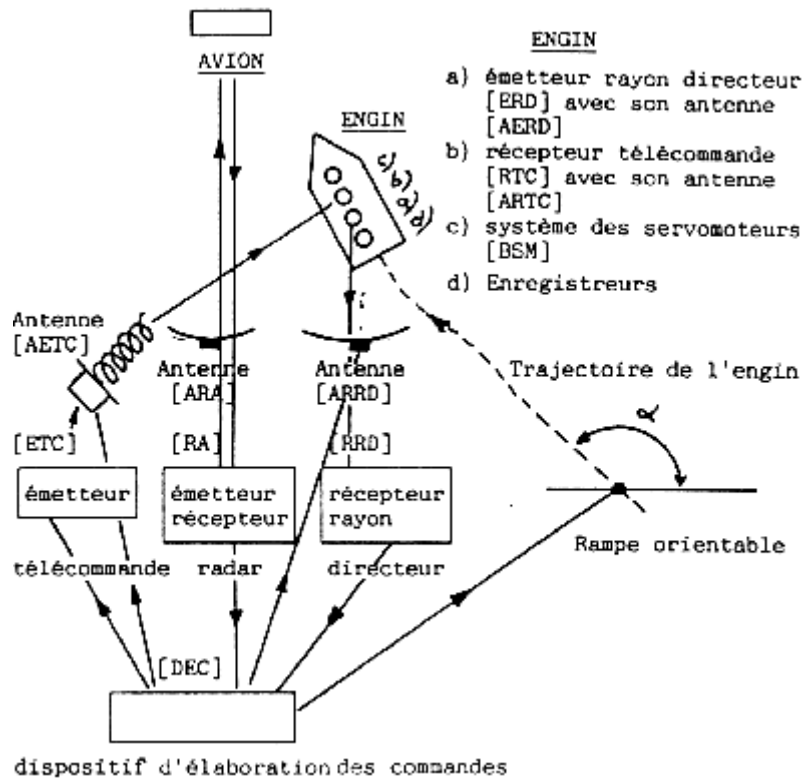 AVION
ENGIN
a) émetteur rayon directeur
[ERD] avec son antenne
[AERD]
b) récepteur télécommande
[RTC] avec son antenne
[ARTC]
c) système des servomoteurs
[BSM]
d) Enregistreurs
ENGIN
c) b) a) d)
Antenne
[AETC]
Antenne
[ARA]
Antenne
[ARRD]
Trajectoire de l'engin
α
[ETC]
[RA]
[RRD]
émetteur
émetteur
récepteur
récepteur
rayon
Rampe orientable
télécommande
radar
directeur
[DEC]
dispositif d'élaboration des commandes